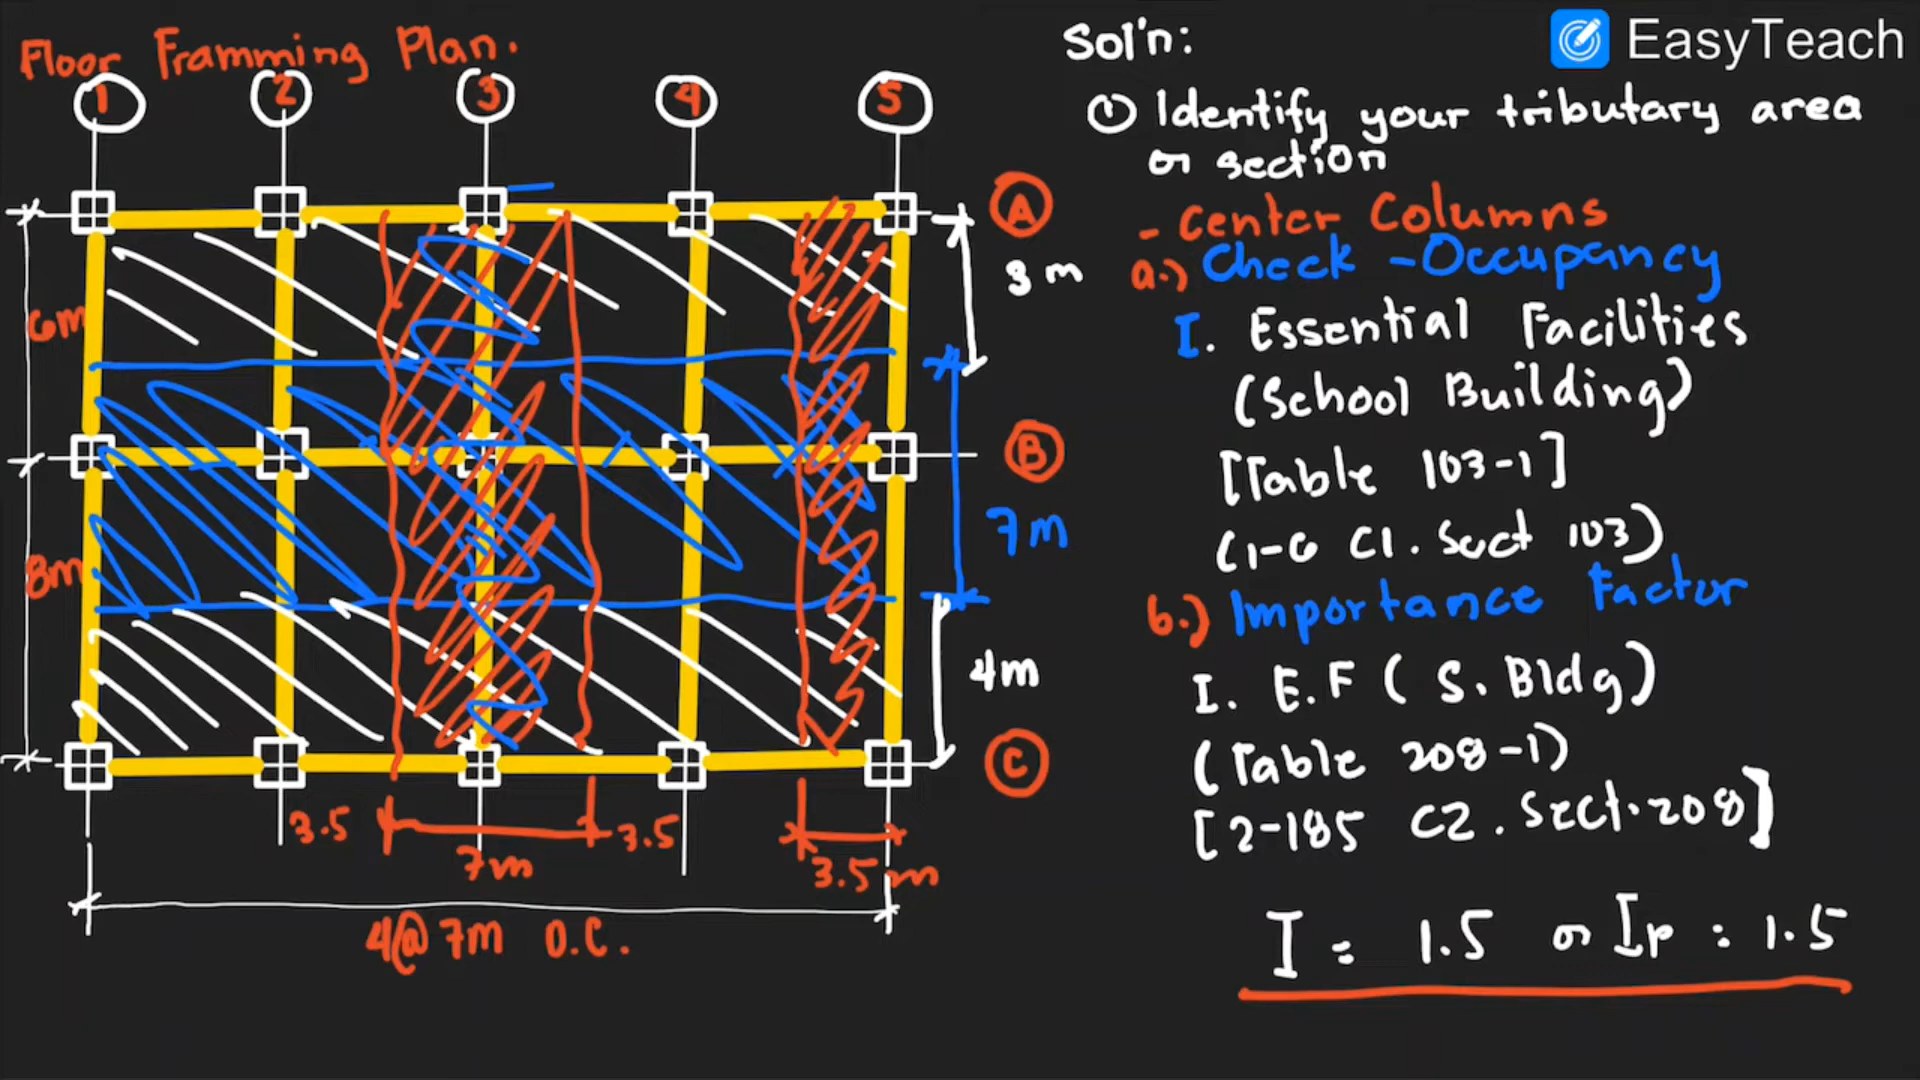 Floor Framming Plan.
1 2 3 4 5
6m
8m
A
B
C
3 m
7 m
4m
3.5
7m
3.5
3.5 m
4@ 7m O.C.
EasyTeach
Sol'n:
① Identify your tributary area
or section
- Center Columns
a.) Check - Occupancy
I. Essential Facilities
(School Building)
[Table 103-1]
(1-6 C1. Sect 103)
b.) Importance Factor
I. E.F ( S. Bldg)
(Table 208-1)
[2-185 C2. Sect. 208]
I = 1.5 or Ip = 1.5